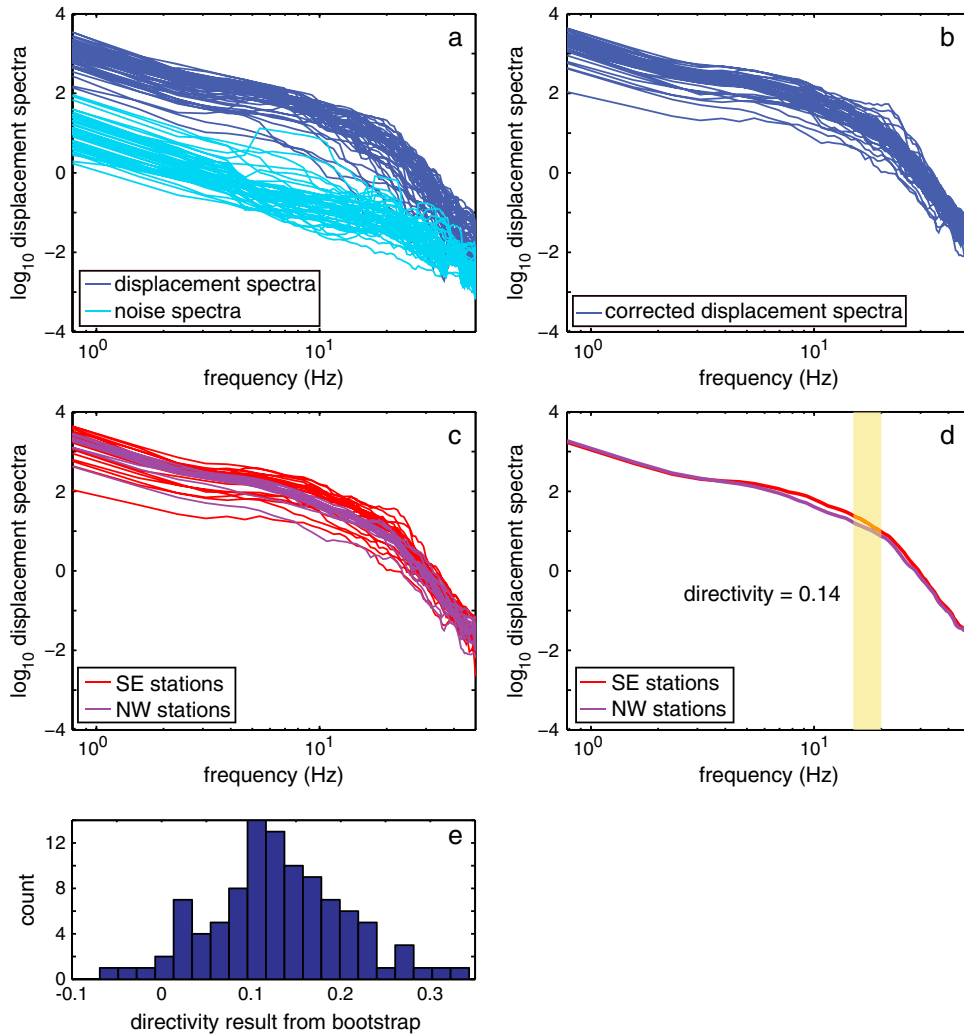 a
log10 displacement spectra
4
2
0
−2
−4
displacement spectra
noise spectra
10^0
10^1
frequency (Hz)
b
log10 displacement spectra
4
2
0
−2
−4
corrected displacement spectra
10^0
10^1
frequency (Hz)
c
log10 displacement spectra
4
2
0
−2
−4
SE stations
NW stations
10^0
10^1
frequency (Hz)
d
log10 displacement spectra
4
2
0
−2
−4
directivity = 0.14
SE stations
NW stations
10^0
10^1
frequency (Hz)
e
count
12
8
4
0
-0.1
0
0.1
0.2
0.3
directivity result from bootstrap